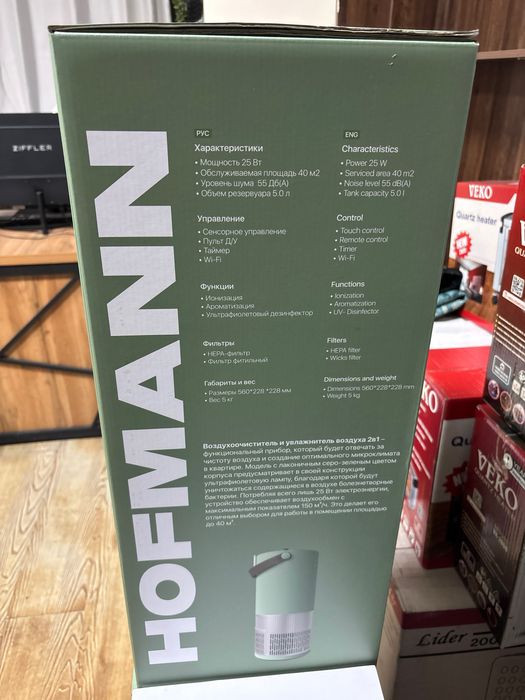 HOFMANN
РУС
Характеристики
• Мощность 25 Вт
• Обслуживаемая площадь 40 м2
• Уровень шума 55 Дб(А)
• Объем резервуара 5.0 л
Управление
• Сенсорное управление
• Пульт Д/У
• Таймер
• Wi-Fi
Функции
• Ионизация
• Ароматизация
• Ультрафиолетовый дезинфектор
Фильтры
• HEPA-фильтр
• Фильтр фитильный
Габариты и вес
• Размеры 560*228 *228 мм
• Вес 5 кг
ENG
Characteristics
• Power 25 W
• Serviced area 40 m2
• Noise level 55 dB(A)
• Tank capacity 5.0 l
Control
• Touch control
• Remote control
• Timer
• Wi-Fi
Functions
• Ionization
• Aromatization
• UV- Disinfector
Filters
• HEPA filter
• Wicks filter
Dimensions and weight
• Dimensions 560*228*228 mm
• Weight 5 kg
Воздухоочиститель и увлажнитель воздуха 2в1 –
функциональный прибор, который будет отвечать за
чистоту воздуха и создание оптимального микроклимата
в квартире. Модель с лаконичным серо-зеленым цветом
корпуса предусматривает в своей конструкции
ультрафиолетовую лампу, благодаря которой будут
уничтожаться содержащиеся в воздухе болезнетворные
бактерии. Потребляя всего лишь 25 Вт электроэнергии,
устройство обеспечивает воздухообмен с
максимальным показателем 150 м³/ч. Это делает его
отличным выбором для работы в помещении площадью
до 40 м².
ZIFFLER
VEKO
Quartz heater
VEKO
VEKO
Lider 200